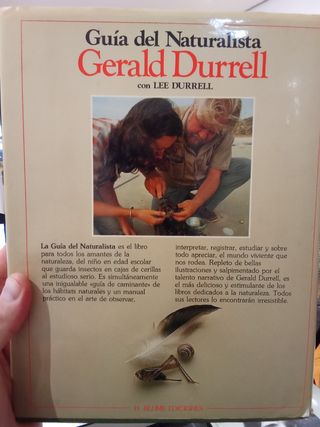 Guía del Naturalista
Gerald Durrell
con LEE DURRELL
La Guía del Naturalista es el libro
para todos los amantes de la
naturaleza, del niño en edad escolar
que guarda insectos en cajas de cerillas
al estudioso serio. Es simultáneamente
una inigualable «guía de caminante» de
los hábitats naturales y un manual
práctico en el arte de observar,
interpretar, registrar, estudiar y sobre
todo apreciar, el mundo viviente que
nos rodea. Repleto de bellas
ilustraciones y salpimentado por el
talento narrativo de Gerald Durrell, es
el más delicioso y estimulante de los
libros dedicados a la naturaleza. Todos
sus lectores lo encontrarán irresistible.
H. BLUME EDICIONES